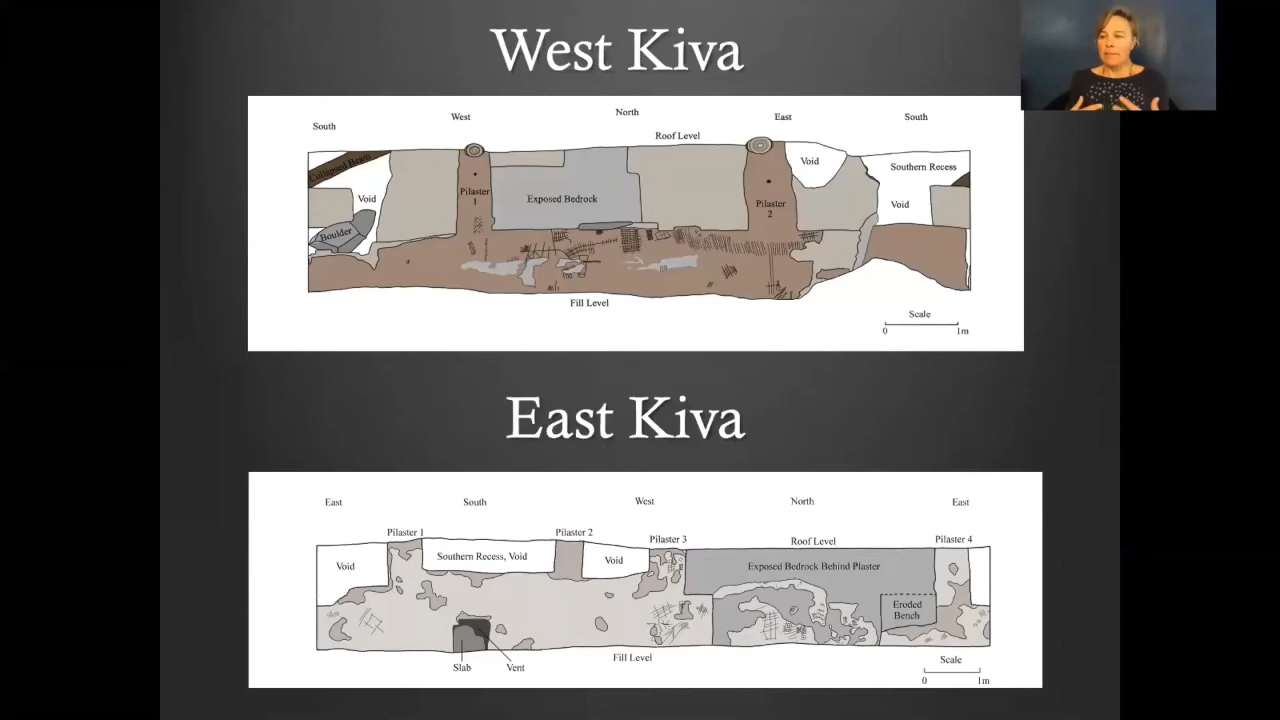 West Kiva
South
West
North
East
South
Roof Level
Collapsed Beam
Void
Southern Recess
Pilaster
1
Void
Exposed Bedrock
Pilaster
2
Void
Boulder
Fill Level
Scale
0
1m
East Kiva
East
South
West
North
East
Pilaster 1
Pilaster 2
Pilaster 3
Roof Level
Pilaster 4
Void
Southern Recess, Void
Void
Exposed Bedrock Behind Plaster
Eroded
Bench
Slab
Vent
Fill Level
Scale
0
1m